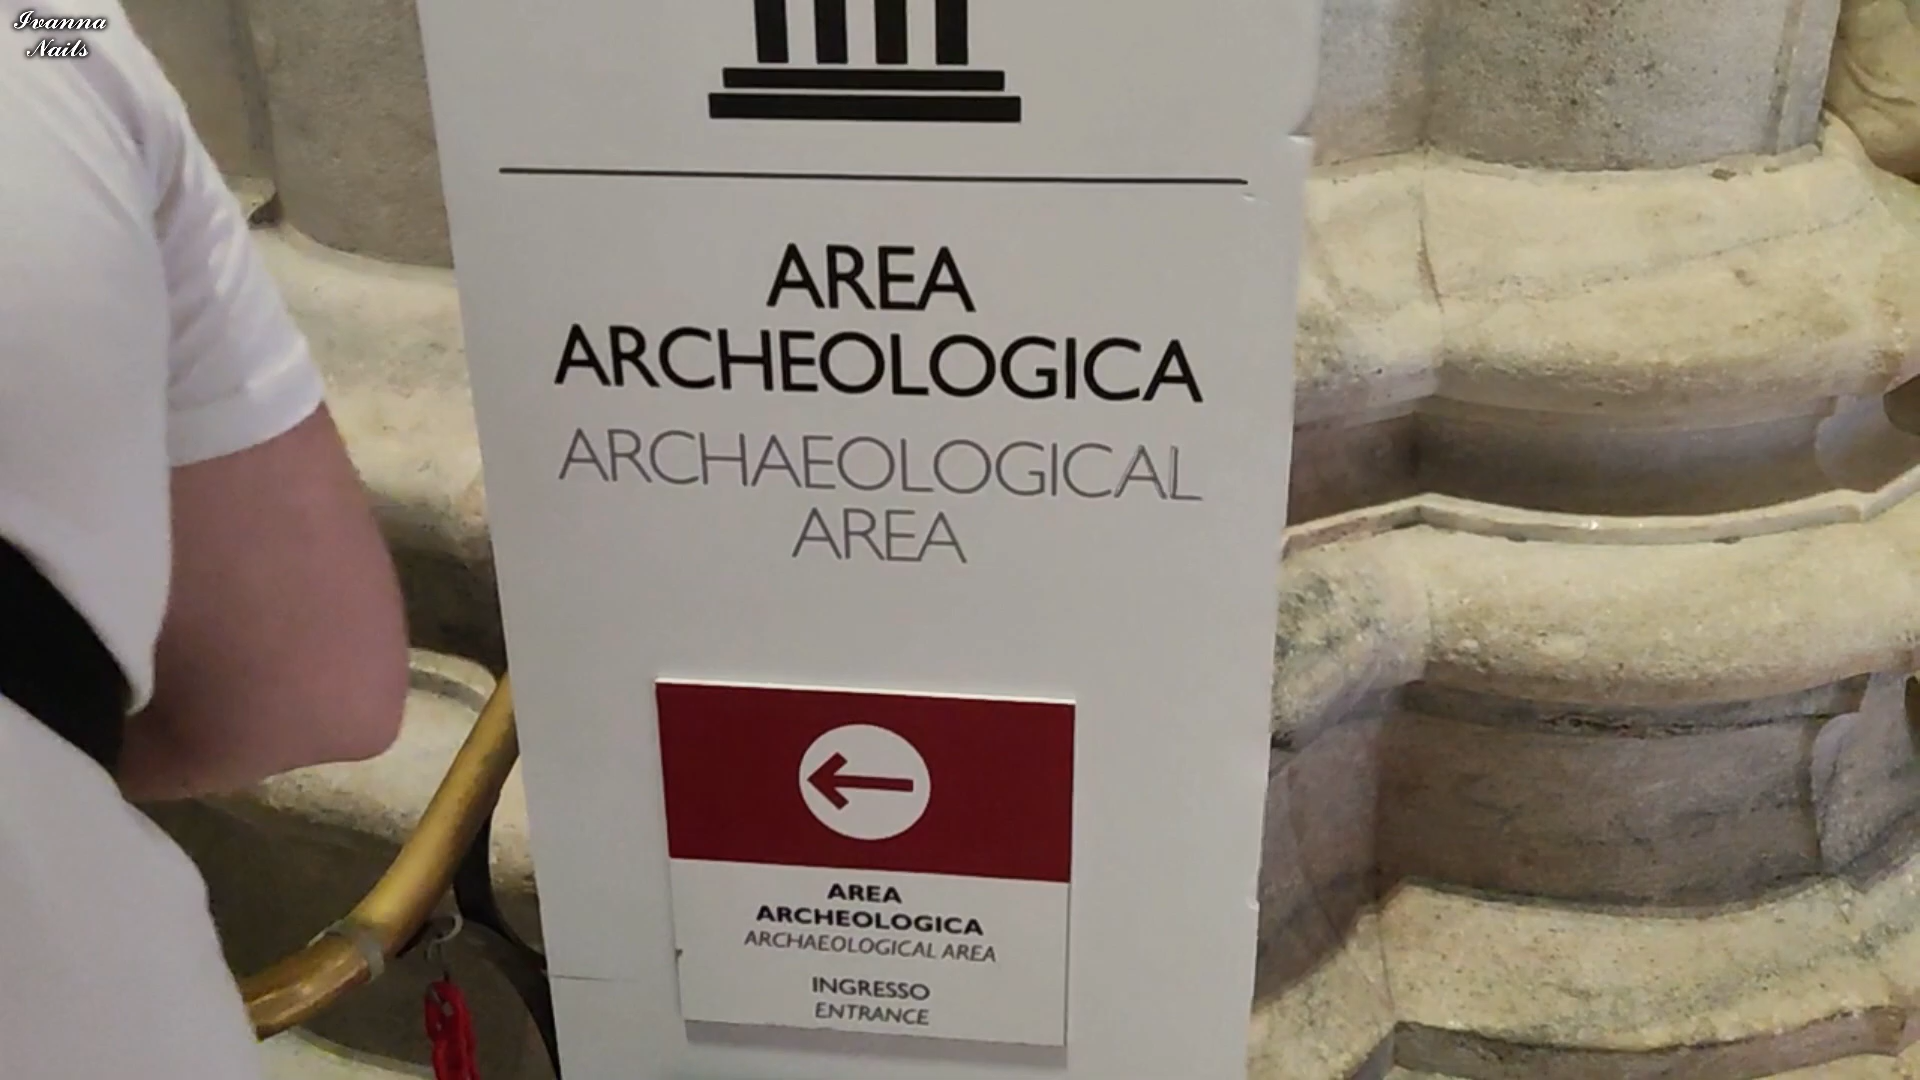 Ivanna
Nails
AREA
ARCHEOLOGICA
ARCHAEOLOGICAL
AREA
AREA
ARCHEOLOGICA
ARCHAEOLOGICAL AREA
INGRESSO
ENTRANCE